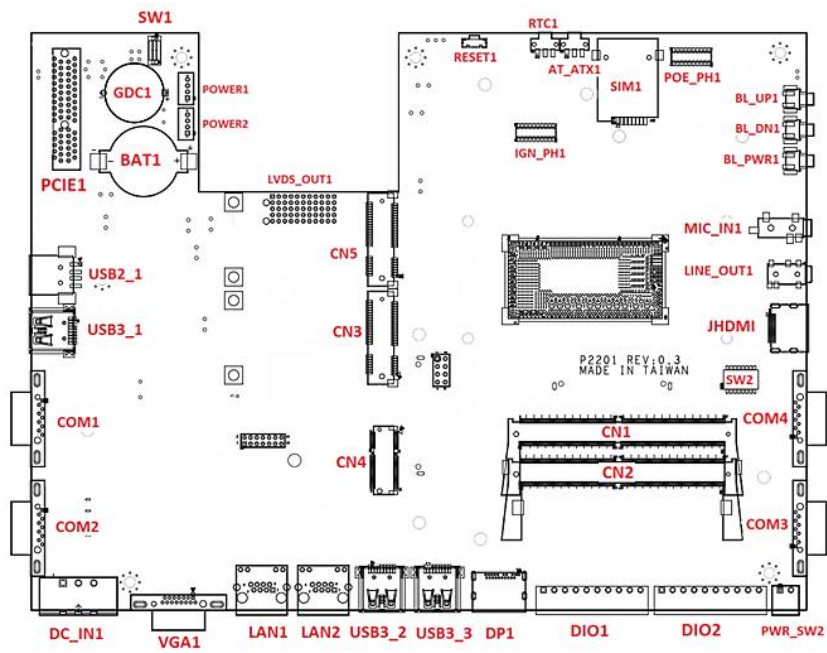 SW1
RTC1
RESET1
AT_ATX1
SIM1
POE_PH1
GDC1
POWER1
POWER2
BL_UP1
BL_DN1
BL_PWR1
IGN_PH1
BAT1
PCIE1
LVDS_OUT1
MIC_IN1
CN5
USB2_1
LINE_OUT1
USB3_1
CN3
JHDMI
P2201 REV:0.3
MADE IN TAIWAN
SW2
COM1
COM4
CN1
CN4
CN2
COM2
COM3
DC_IN1
VGA1
LAN1
LAN2
USB3_2
USB3_3
DP1
DIO1
DIO2
PWR_SW2